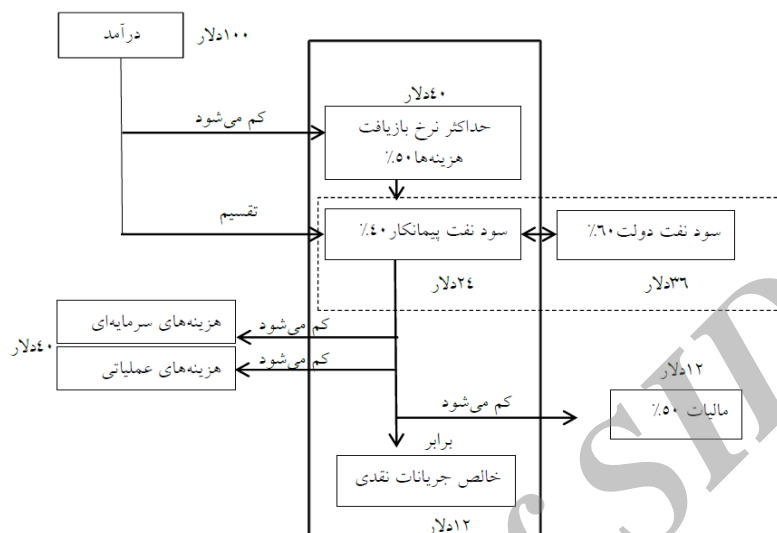 درآمد
۱۰۰دلار
۴۰دلار
کم می‌شود
حداکثر نرخ بازیافت
هزینه‌ها۵۰٪
تقسیم
سود نفت پیمانکار۴۰٪
سود نفت دولت۶۰٪
۲۴دلار
۳۶دلار
هزینه‌های سرمایه‌ای
کم می‌شود
۴۰دلار
هزینه‌های عملیاتی
کم می‌شود
۱۲دلار
کم می‌شود
مالیات ۵۰٪
برابر
خالص جریانات نقدی
۱۲دلار
SID